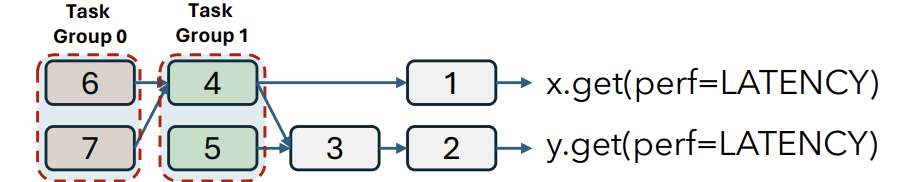 Task
Group 0
Task
Group 1
6
4
1
x.get(perf=LATENCY)
7
5
3
2
y.get(perf=LATENCY)